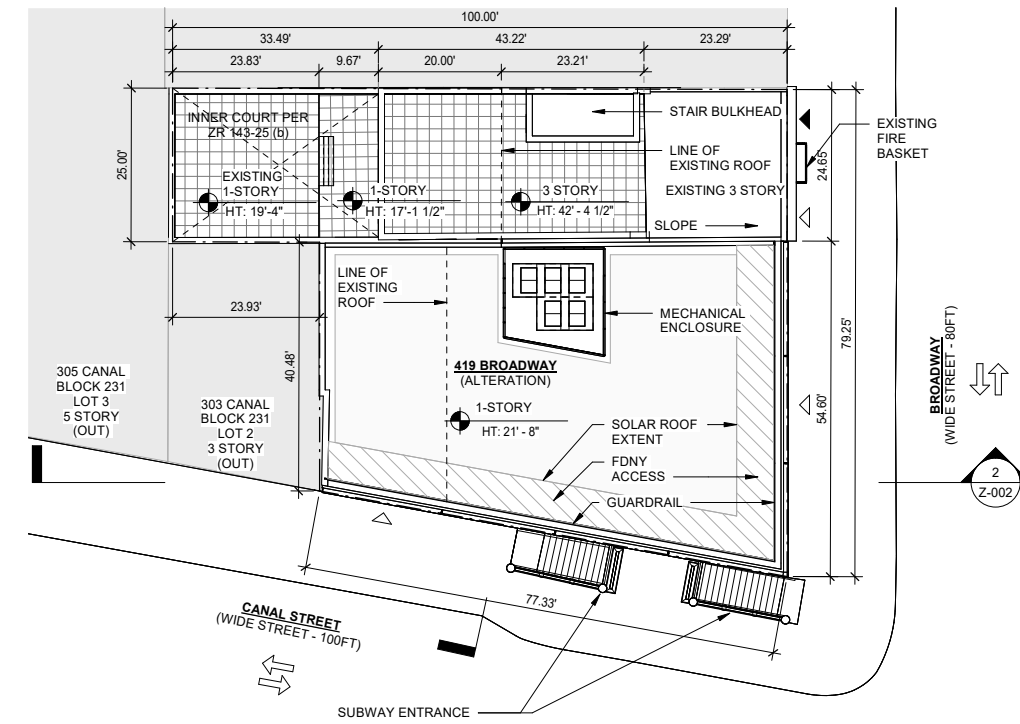 100.00'
33.49'
43.22'
23.29'
23.83'
9.67'
20.00'
23.21'
25.00'
INNER COURT PER
ZR 143-25 (b)
EXISTING
1-STORY
HT: 19'-4"
1-STORY
HT: 17'-1 1/2"
3 STORY
HT: 42' - 4 1/2"
STAIR BULKHEAD
LINE OF
EXISTING ROOF
EXISTING 3 STORY
SLOPE
24.65'
EXISTING
FIRE
BASKET
23.93'
40.48'
LINE OF
EXISTING
ROOF
MECHANICAL
ENCLOSURE
419 BROADWAY
(ALTERATION)
1-STORY
HT: 21' - 8"
SOLAR ROOF
EXTENT
FDNY
ACCESS
GUARDRAIL
54.60'
79.25'
BROADWAY
(WIDE STREET - 80FT)
2
Z-002
305 CANAL
BLOCK 231
LOT 3
5 STORY
(OUT)
303 CANAL
BLOCK 231
LOT 2
3 STORY
(OUT)
77.33'
CANAL STREET
(WIDE STREET - 100FT)
SUBWAY ENTRANCE